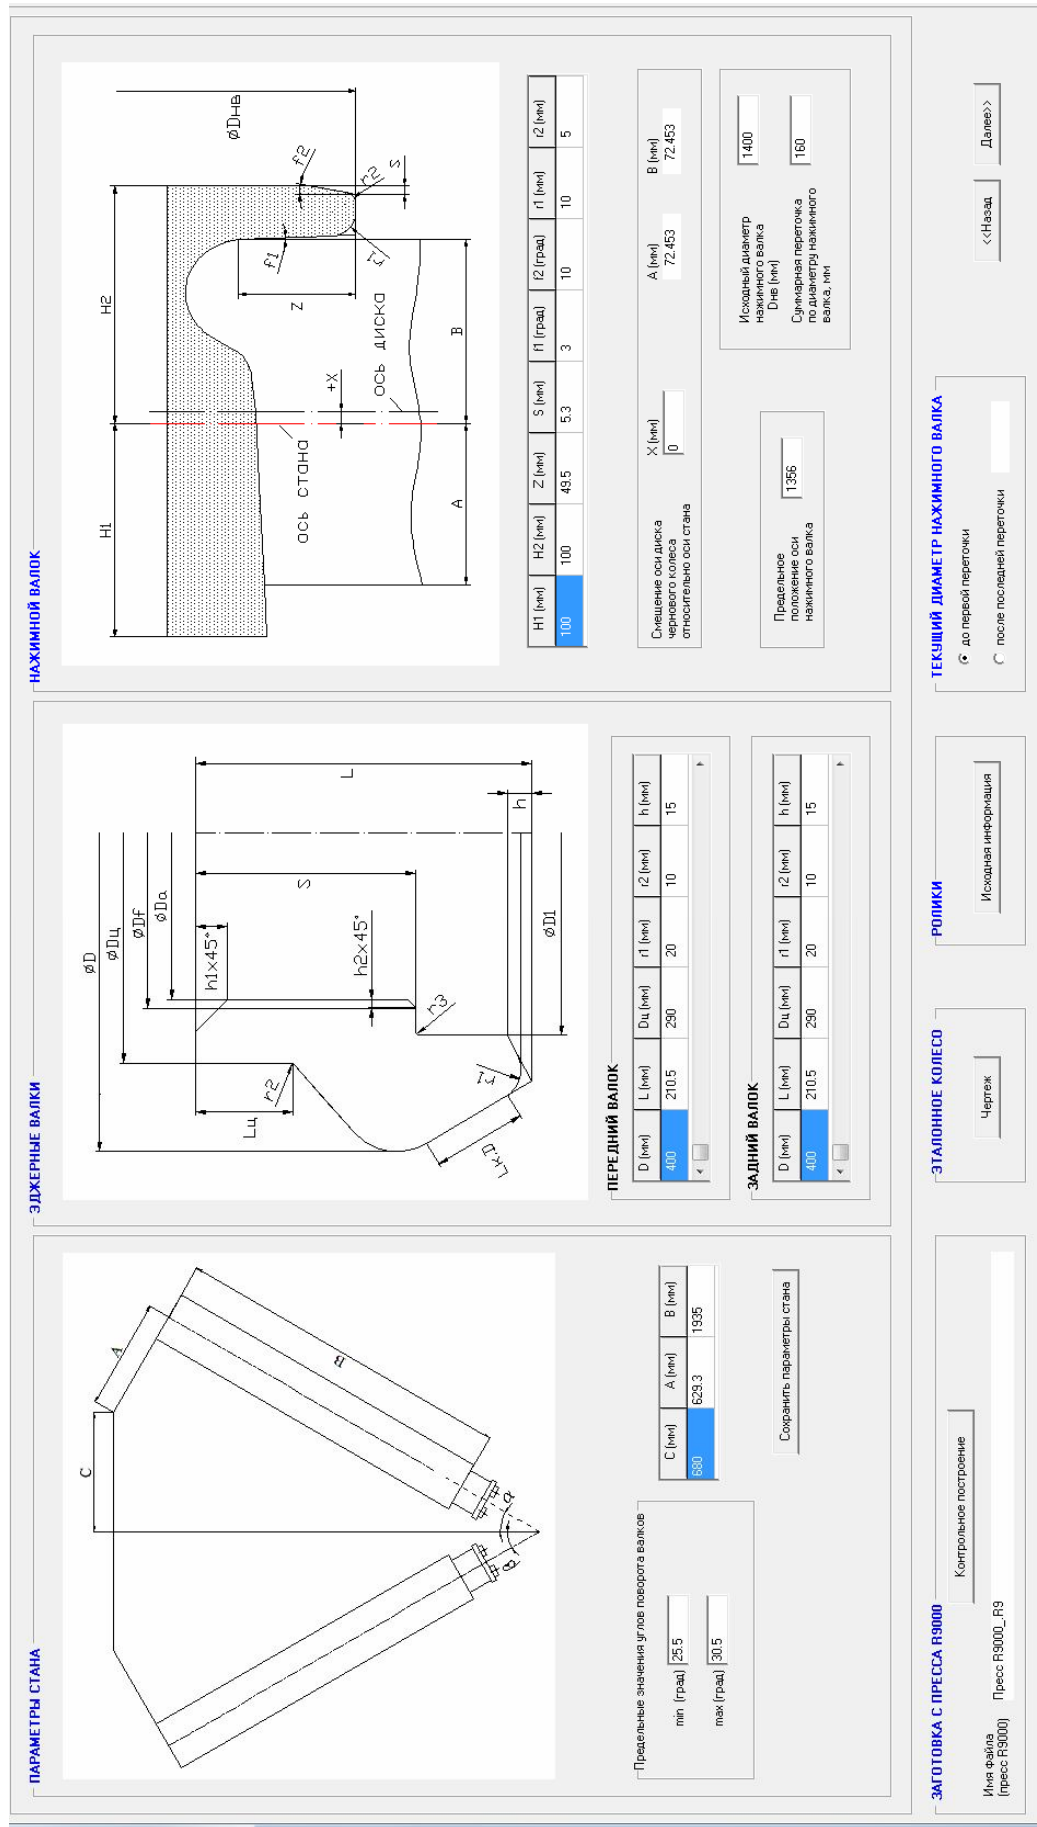 ПАРАМЕТРЫ СТАНА
C
A
B
β
α
Предельные значения углов поворота валков
min (град) 25.5
max (град) 30.5
C (мм) A (мм) B (мм)
680 629.3 1935
Сохранить параметры стана
ЭДЖЕРНЫЕ ВАЛКИ
øD
øDц
øDf
øDa
h1x45°
Lц
r2
S
L
h2x45°
r3
Lк.р
r1
h
øD1
ПЕРЕДНИЙ ВАЛОК
D (мм) L (мм) Dц (мм) r1 (мм) r2 (мм) h (мм)
400 210.5 290 20 10 15
ЗАДНИЙ ВАЛОК
D (мм) L (мм) Dц (мм) r1 (мм) r2 (мм) h (мм)
400 210.5 290 20 10 15
НАЖИМНОЙ ВАЛОК
H1
H2
øDнв
f1
f2
Z
r1
r2
S
ось стана
+X
ось диска
A
B
H1 (мм) H2 (мм) Z (мм) S (мм) f1 (град) f2 (град) r1 (мм) r2 (мм)
100 100 49.5 5.3 3 10 10 5
Смещение оси диска
чернового колеса
относительно оси стана
X (мм)
0
A (мм)
72.453
B (мм)
72.453
Предельное
положение оси
нажимного валка
1356
Исходный диаметр
нажимного валка
Dнв (мм)
1400
Суммарная переточка
по диаметру нажимного
валка, мм
160
ЗАГОТОВКА С ПРЕССА R9000
Контрольное построение
Имя файла
(пресс R9000) Пресс R9000_.R9
ЭТАЛОННОЕ КОЛЕСО
Чертеж
РОЛИКИ
Исходная информация
ТЕКУЩИЙ ДИАМЕТР НАЖИМНОГО ВАЛКА
до первой переточки
после последней переточки
<<Назад
Далее>>